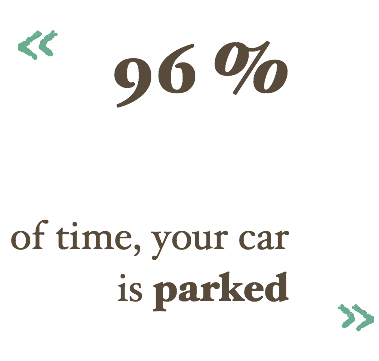 « 96 %
of time, your car
is parked »